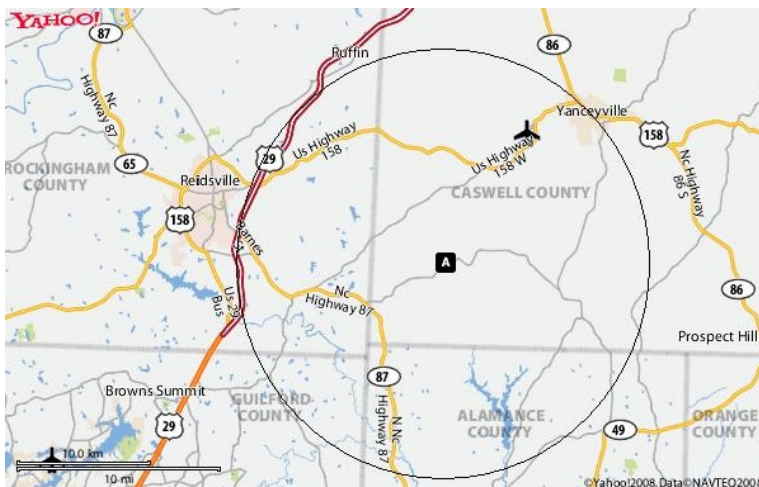 YAHOO!
87
Ruffin
86
Nc
Highway 87
Yanceyville
Us Highway
158
29
Us Highway
158 W
158
Nc Highway
86 S
ROCKINGHAM
COUNTY
65
Reidsville
CASWELL COUNTY
158
Barnes
St
A
Us 29
Bus
Nc
Highway 87
86
Prospect Hill
87
Browns Summit
GUILFORD
COUNTY
N Nc
Highway 87
ALAMANCE
COUNTY
ORANGE
COUNTY
29
49
10.0 km
10 mi
©Yahoo!2008, Data©NAVTEQ2008